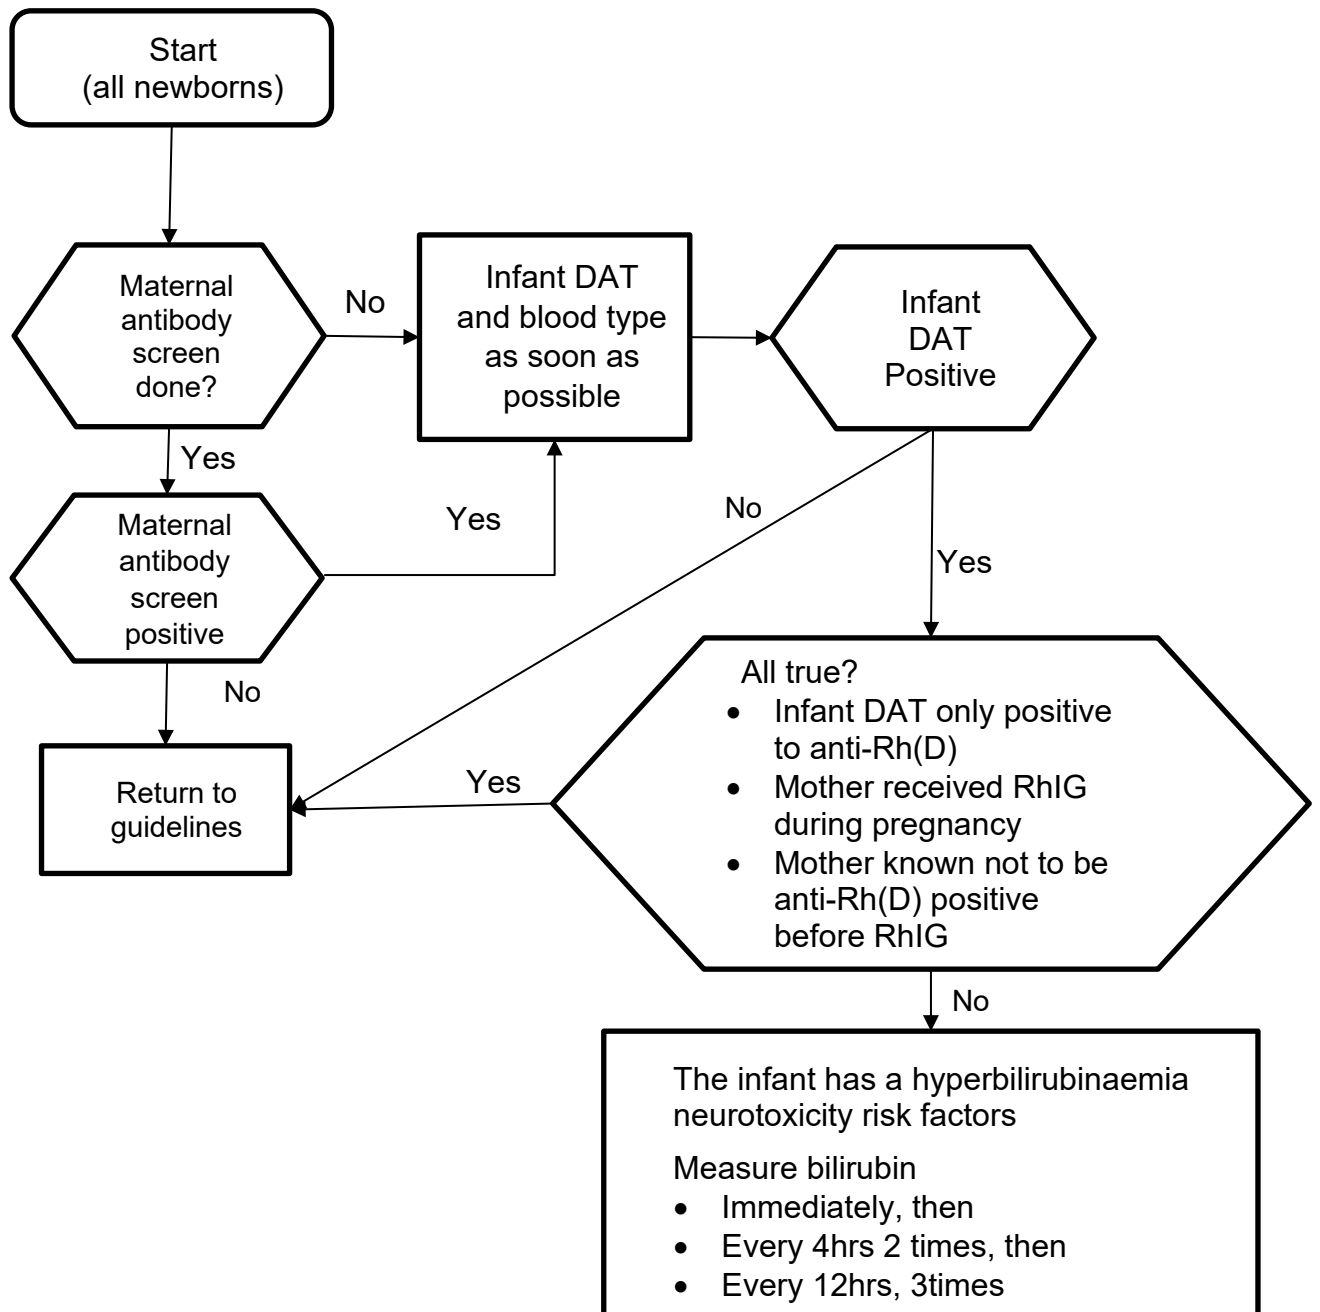 Start
(all newborns)
Maternal
antibody
screen
done?
No
Infant DAT
and blood type
as soon as
possible
Infant
DAT
Positive
Yes
Maternal
antibody
screen
positive
Yes
No
Yes
No
Return to
guidelines
Yes
All true?
• Infant DAT only positive
to anti-Rh(D)
• Mother received RhIG
during pregnancy
• Mother known not to be
anti-Rh(D) positive
before RhIG
No
The infant has a hyperbilirubinaemia
neurotoxicity risk factors
Measure bilirubin
• Immediately, then
• Every 4hrs 2 times, then
• Every 12hrs, 3times